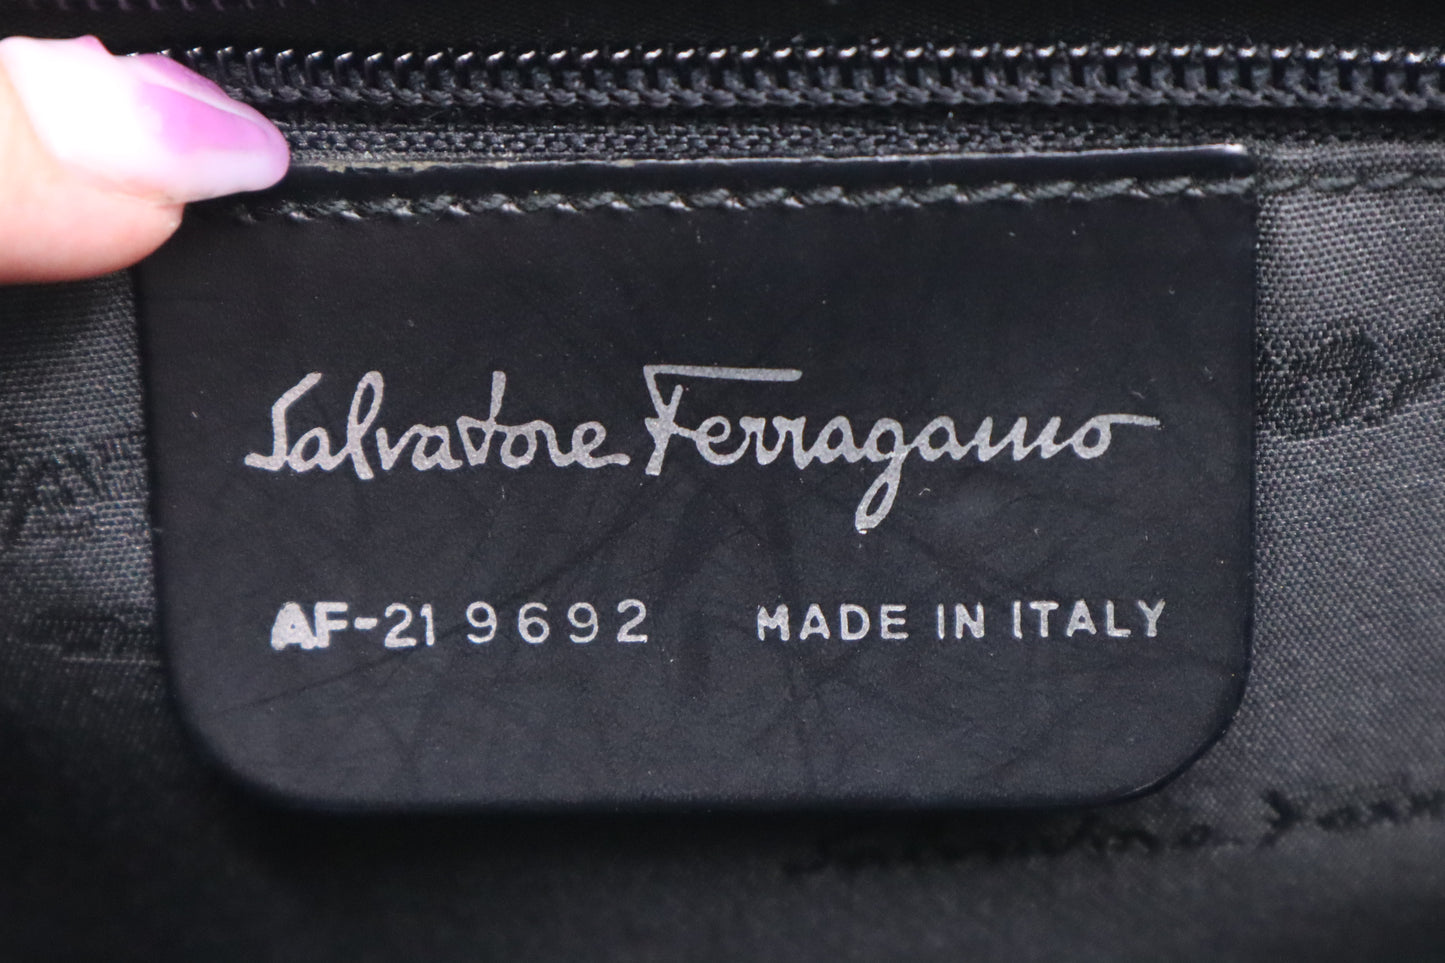 Salvatore Ferragamo
AF-21 9692 MADE IN ITALY